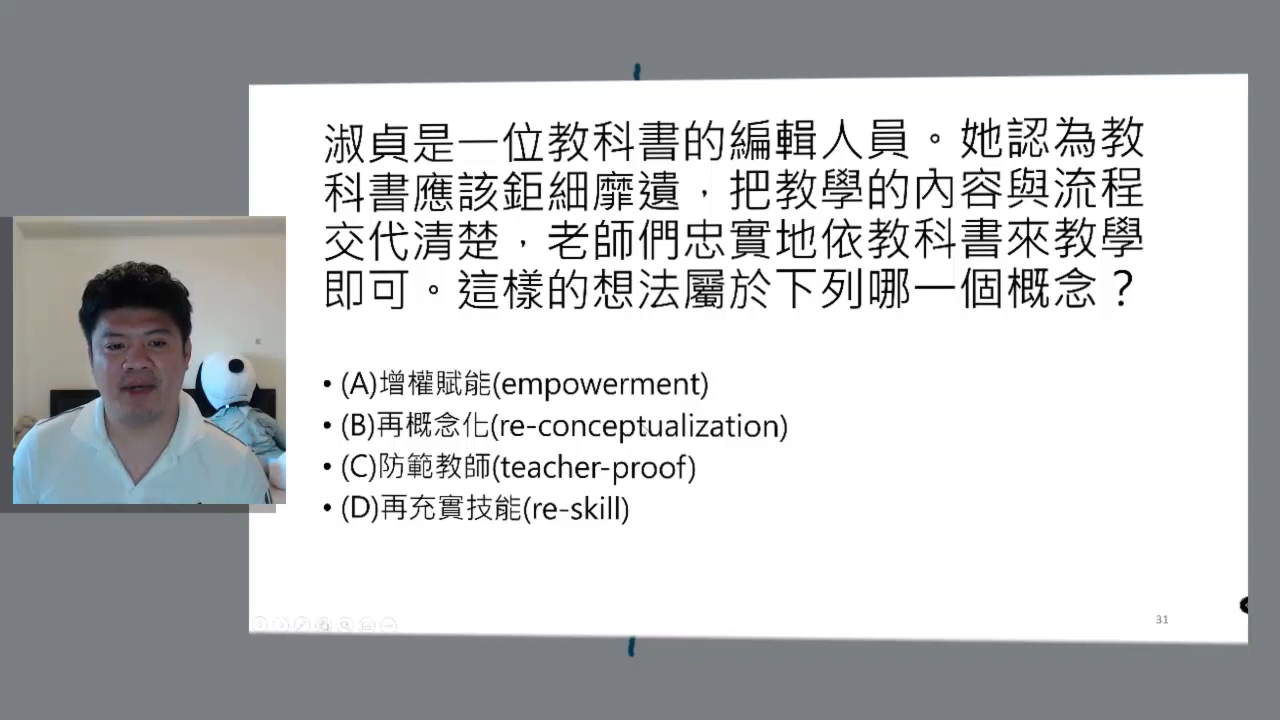 淑貞是一位教科書的編輯人員。她認為教
科書應該鉅細靡遺，把教學的內容與流程
交代清楚，老師們忠實地依教科書來教學
即可。這樣的想法屬於下列哪一個概念？
• (A)增權賦能(empowerment)
• (B)再概念化(re-conceptualization)
• (C)防範教師(teacher-proof)
• (D)再充實技能(re-skill)
31